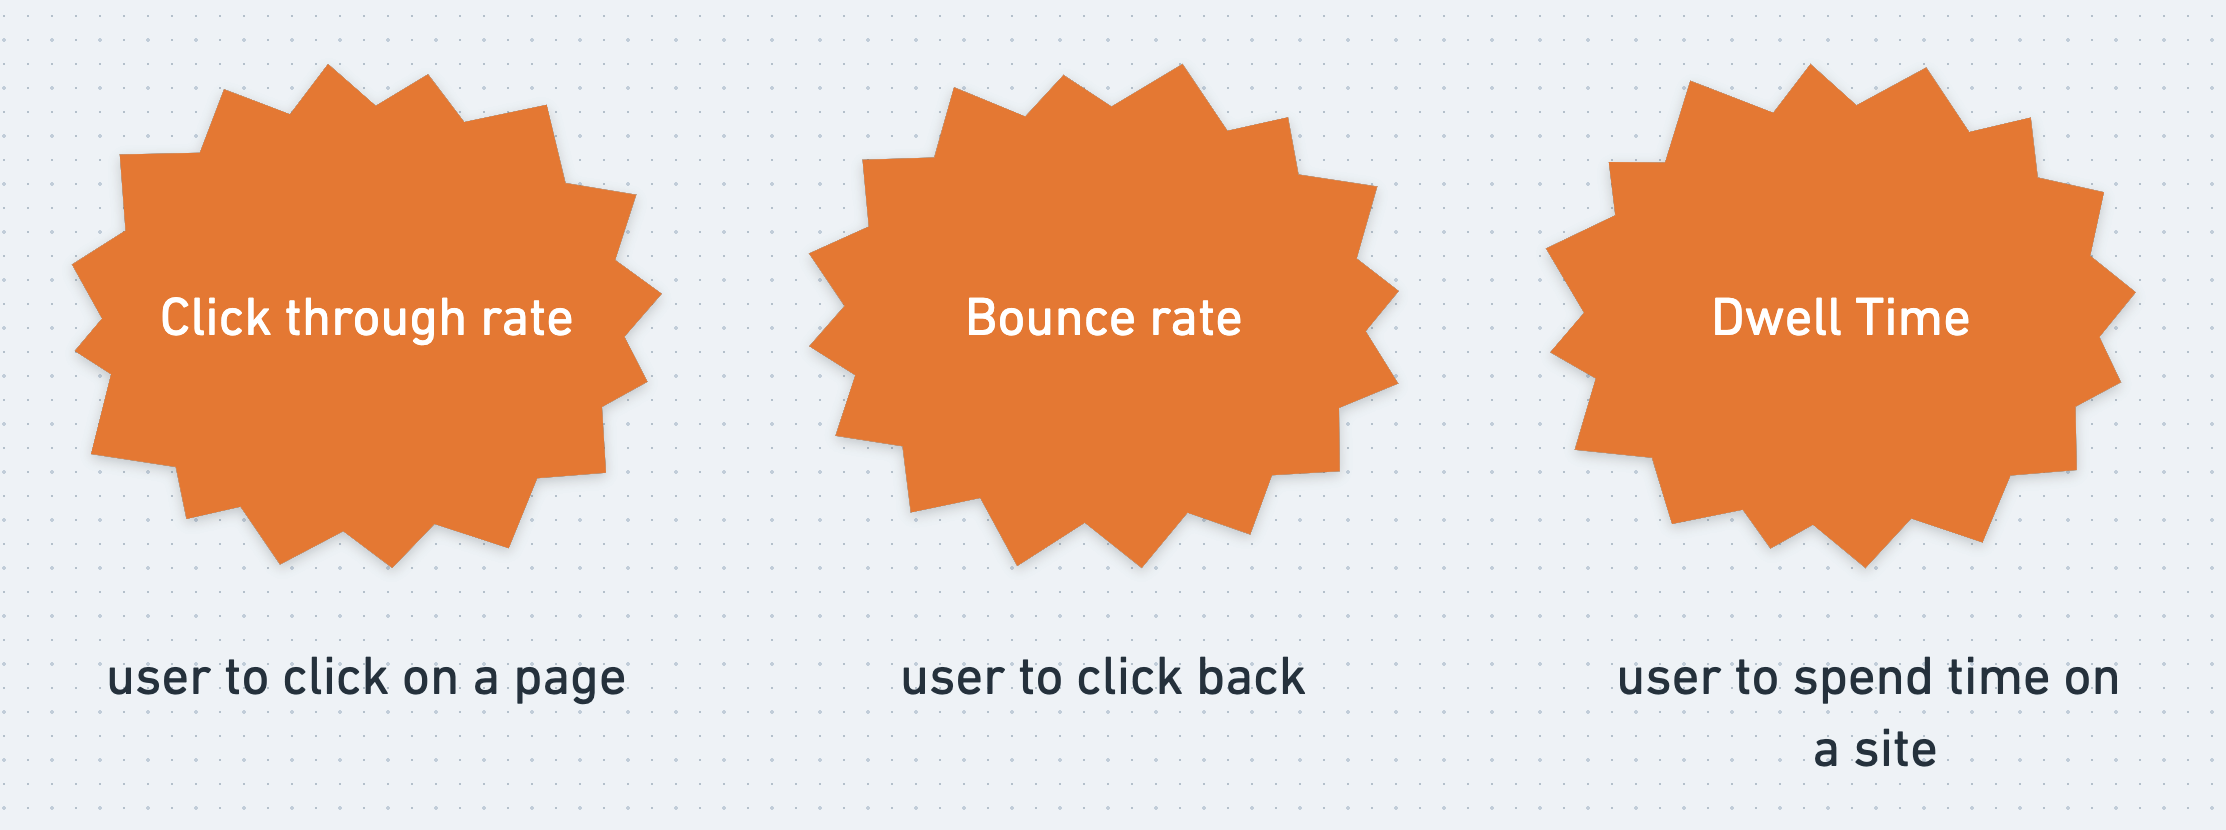 Click through rate
Bounce rate
Dwell Time
user to click on a page
user to click back
user to spend time on
a site